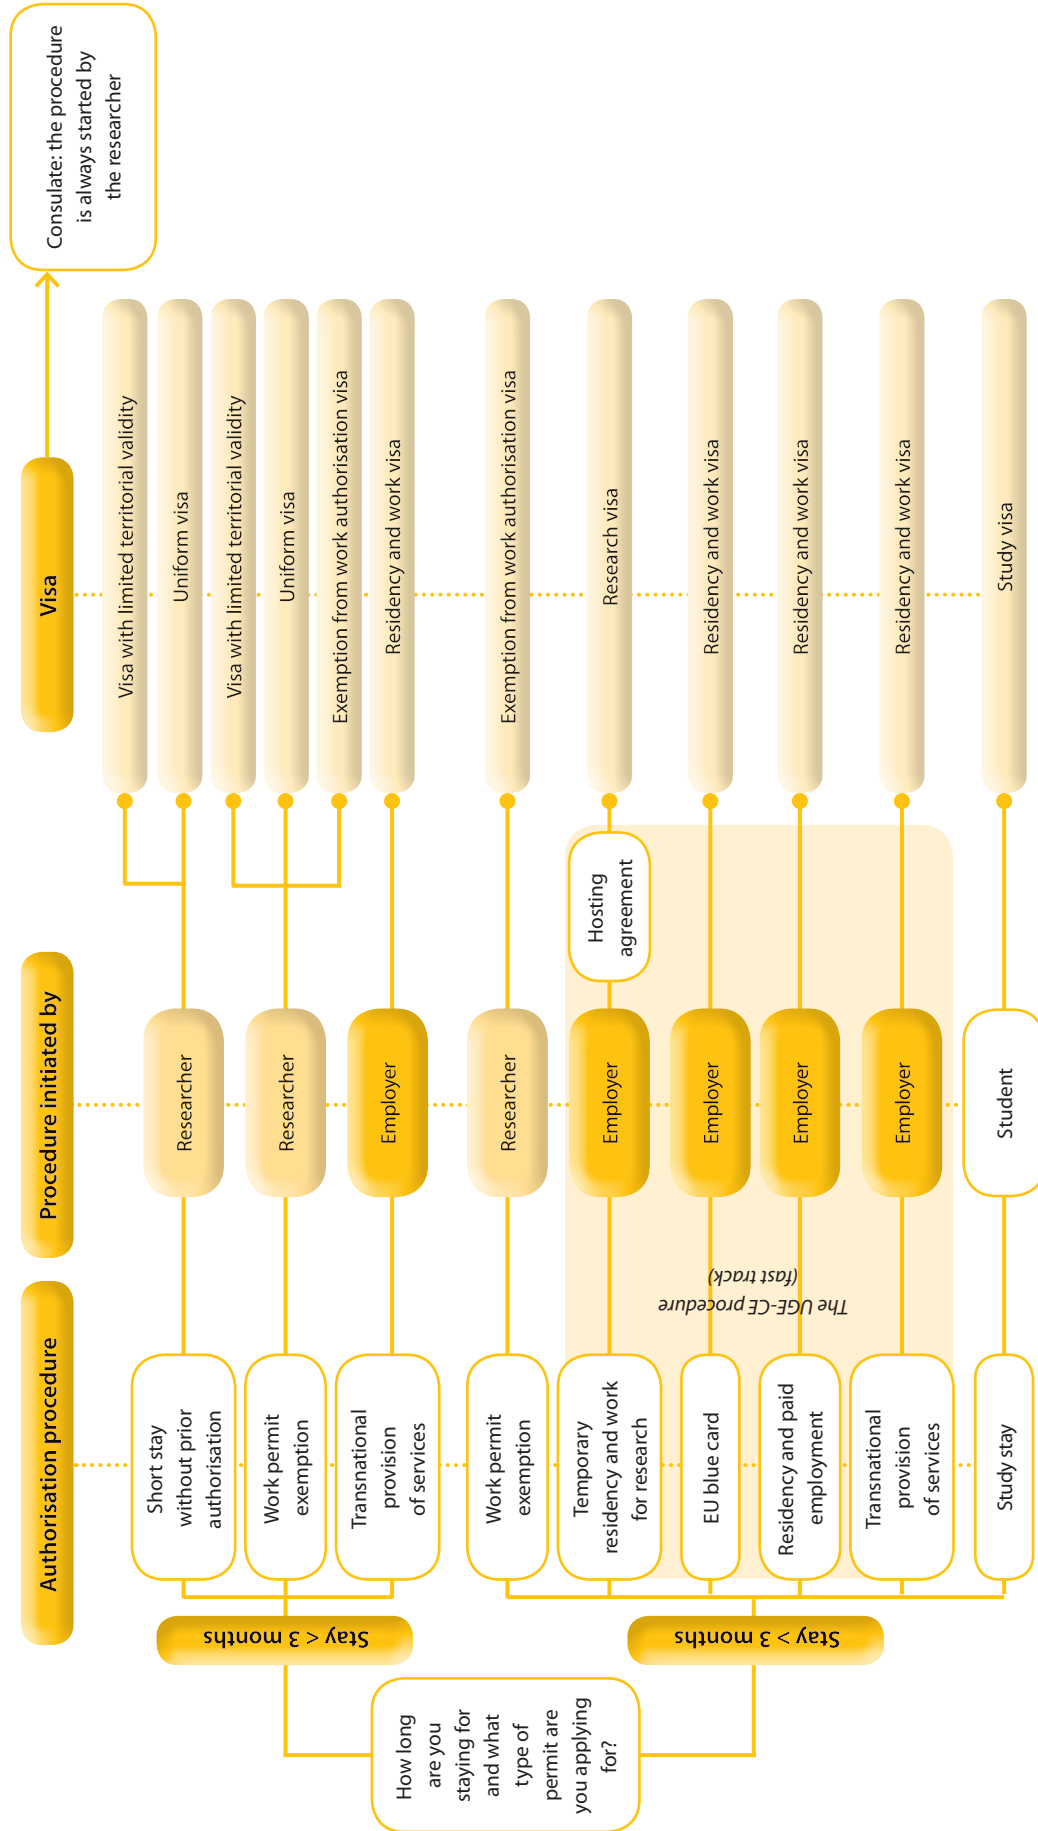 Authorisation procedure
Procedure initiated by
Visa
Consulate: the procedure
is always started by
the researcher
How long
are you
staying for
and what
type of
permit are
you applying
for?
Stay < 3 months
Short stay
without prior
authorisation
Researcher
Visa with limited territorial validity
Uniform visa
Work permit
exemption
Researcher
Visa with limited territorial validity
Uniform visa
Exemption from work authorisation visa
Transnational
provision
of services
Employer
Residency and work visa
Stay > 3 months
Work permit
exemption
Researcher
Exemption from work authorisation visa
Temporary
residency and work
for research
Employer
Hosting
agreement
Research visa
The UGE-CE procedure
(fast track)
EU blue card
Employer
Residency and work visa
Residency and paid
employment
Employer
Residency and work visa
Transnational
provision
of services
Employer
Residency and work visa
Study stay
Student
Study visa